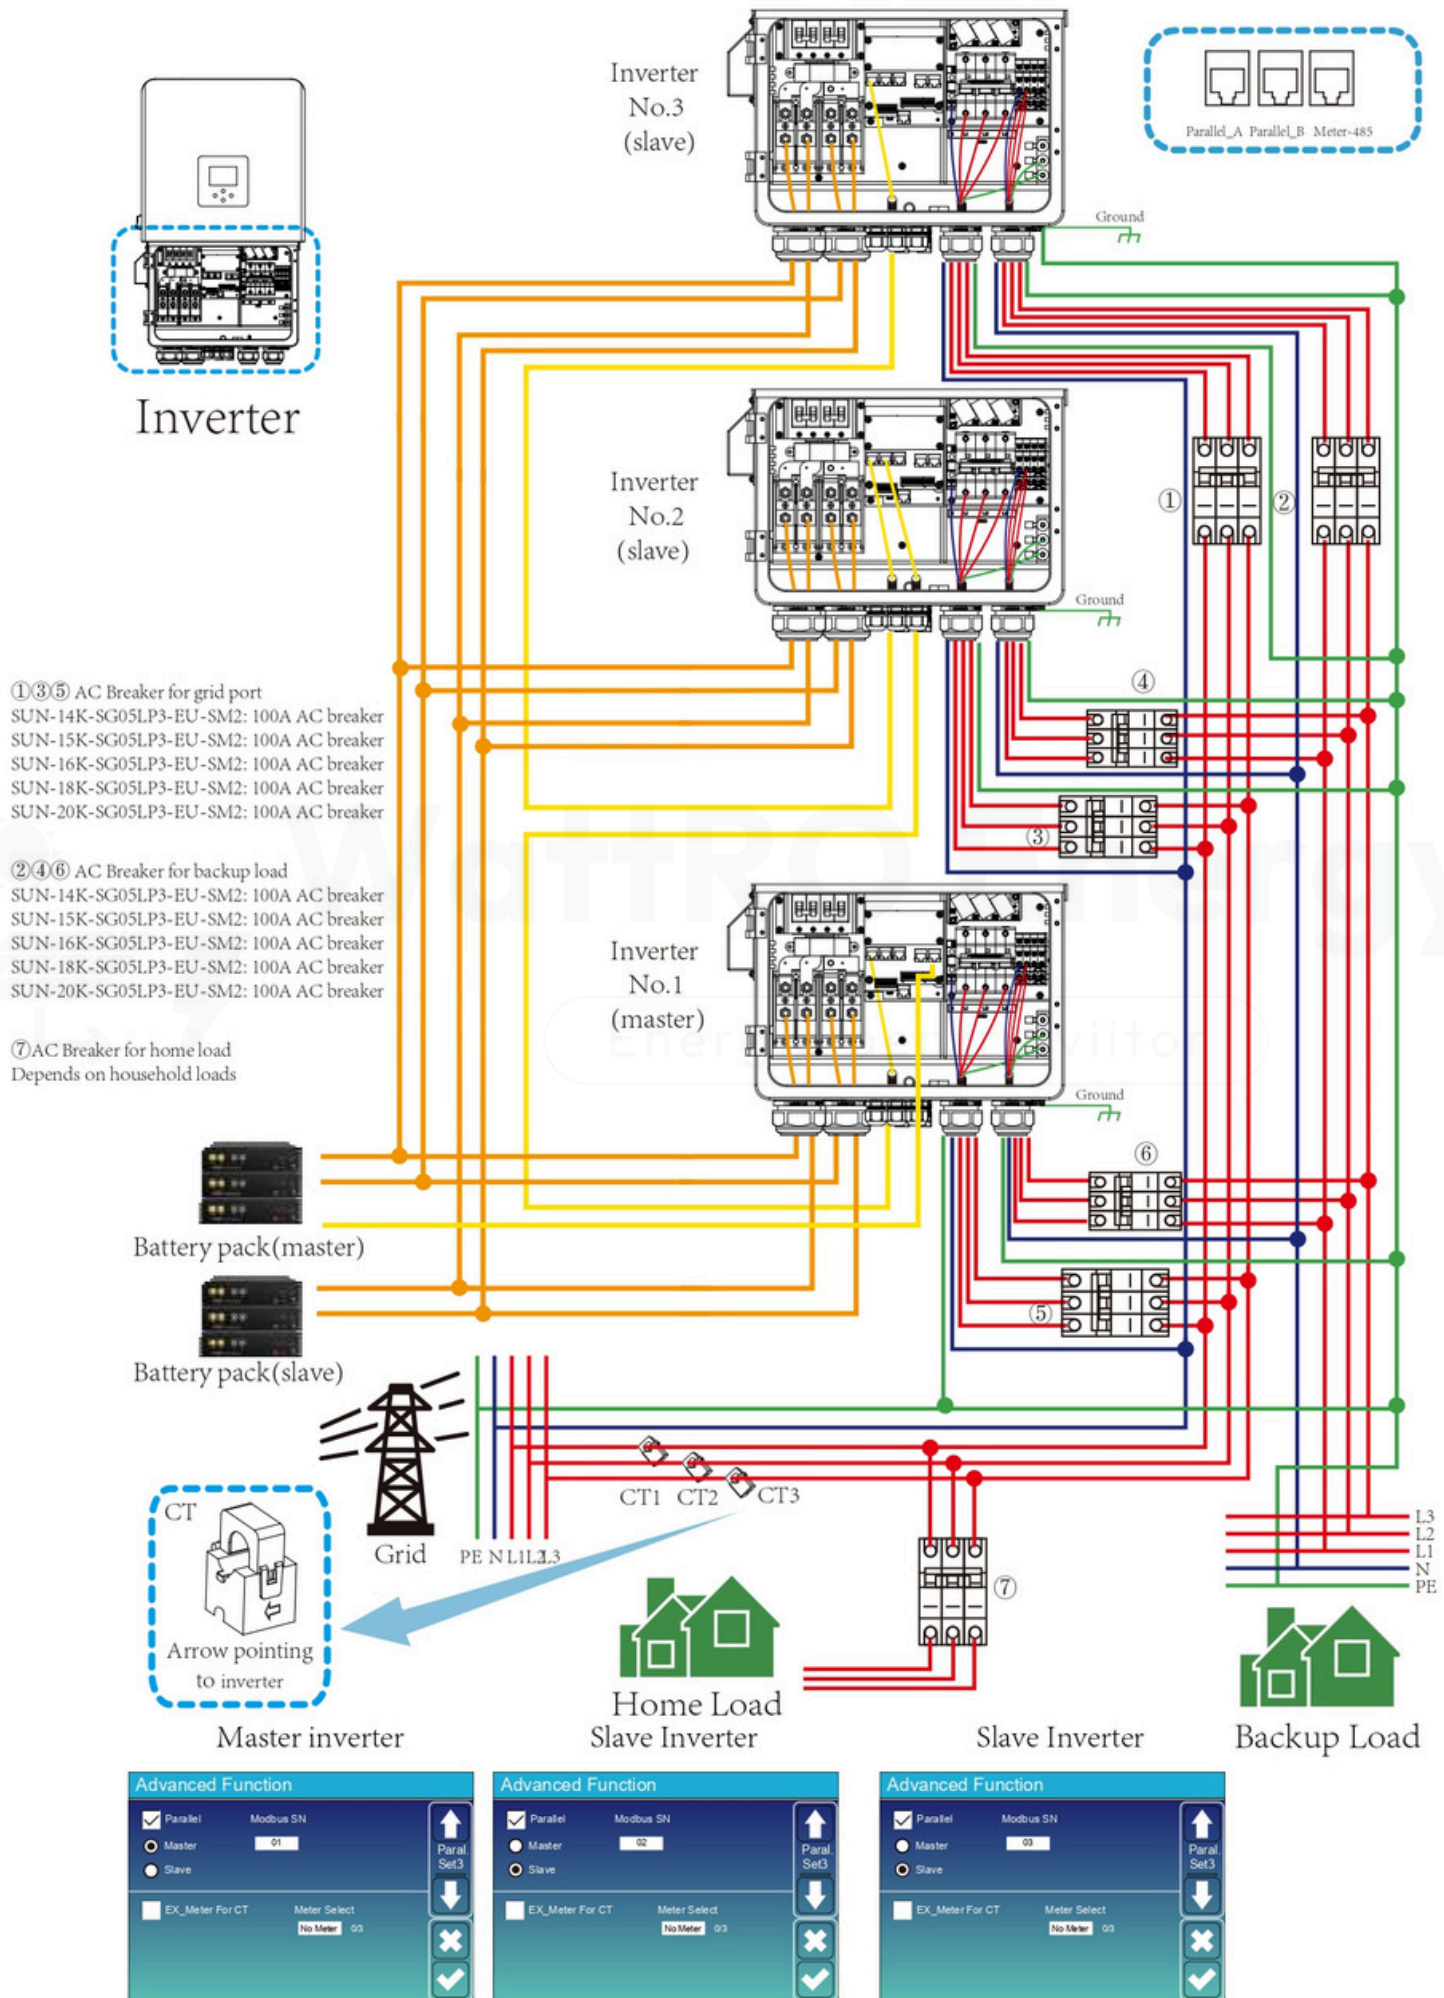 Inverter
No.3
(slave)
Parallel_A Parallel_B Meter-485
Ground
Inverter
Inverter
No.2
(slave)
①
②
Ground
①③⑤ AC Breaker for grid port
SUN-14K-SG05LP3-EU-SM2: 100A AC breaker
SUN-15K-SG05LP3-EU-SM2: 100A AC breaker
SUN-16K-SG05LP3-EU-SM2: 100A AC breaker
SUN-18K-SG05LP3-EU-SM2: 100A AC breaker
SUN-20K-SG05LP3-EU-SM2: 100A AC breaker
④
③
②④⑥ AC Breaker for backup load
SUN-14K-SG05LP3-EU-SM2: 100A AC breaker
SUN-15K-SG05LP3-EU-SM2: 100A AC breaker
SUN-16K-SG05LP3-EU-SM2: 100A AC breaker
SUN-18K-SG05LP3-EU-SM2: 100A AC breaker
SUN-20K-SG05LP3-EU-SM2: 100A AC breaker
Inverter
No.1
(master)
⑦AC Breaker for home load
Depends on household loads
Ground
⑥
Battery pack(master)
⑤
Battery pack(slave)
CT1 CT2 CT3
Grid
PE N L1 L2 L3
CT
Arrow pointing
to inverter
⑦
L3
L2
L1
N
PE
Home Load
Backup Load
Master inverter
Slave Inverter
Slave Inverter
Advanced Function
Parallel Modbus SN
Master 01
Slave
Paral.
Set3
EX_Meter For CT Meter Select
No Meter 0/3
Advanced Function
Parallel Modbus SN
Master 02
Slave
Paral.
Set3
EX_Meter For CT Meter Select
No Meter 0/3
Advanced Function
Parallel Modbus SN
Master 03
Slave
Paral.
Set3
EX_Meter For CT Meter Select
No Meter 0/3